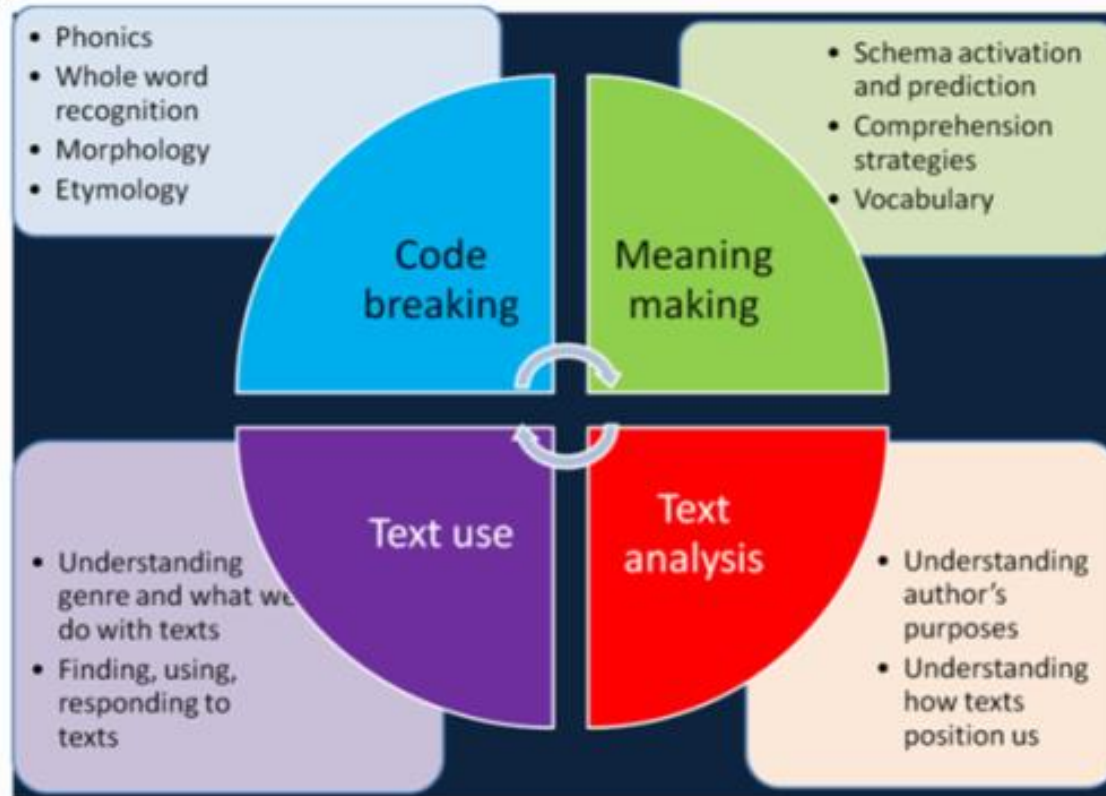 • Phonics
• Whole word
recognition
• Morphology
• Etymology
• Schema activation
and prediction
• Comprehension
strategies
• Vocabulary
Code
breaking
Meaning
making
Text use
Text
analysis
• Understanding
genre and what we
do with texts
• Finding, using,
responding to
texts
• Understanding
author's
purposes
• Understanding
how texts
position us